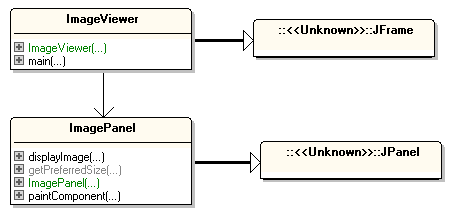 ImageViewer
ImageViewer(...)
main(...)
::<<Unknown>>::JFrame
ImagePanel
displayImage(...)
getPreferredSize(...)
ImagePanel(...)
paintComponent(...)
::<<Unknown>>::JPanel